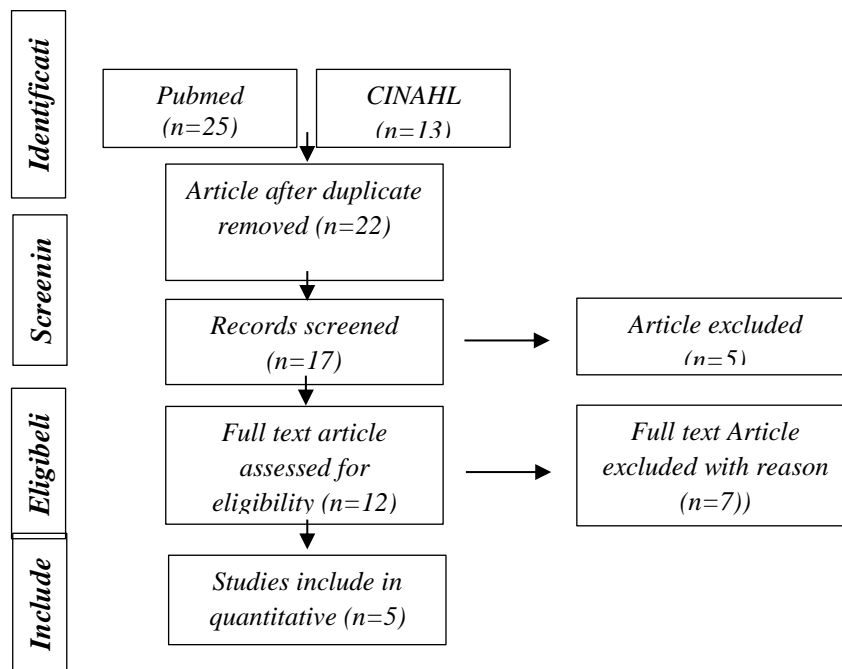 Identificati
Pubmed
(n=25)
CINAHL
(n=13)
Article after duplicate
removed (n=22)
Screenin
Records screened
(n=17)
Article excluded
(n=5)
Eligibeli
Full text article
assessed for
eligibility (n=12)
Full text Article
excluded with reason
(n=7))
Include
Studies include in
quantitative (n=5)